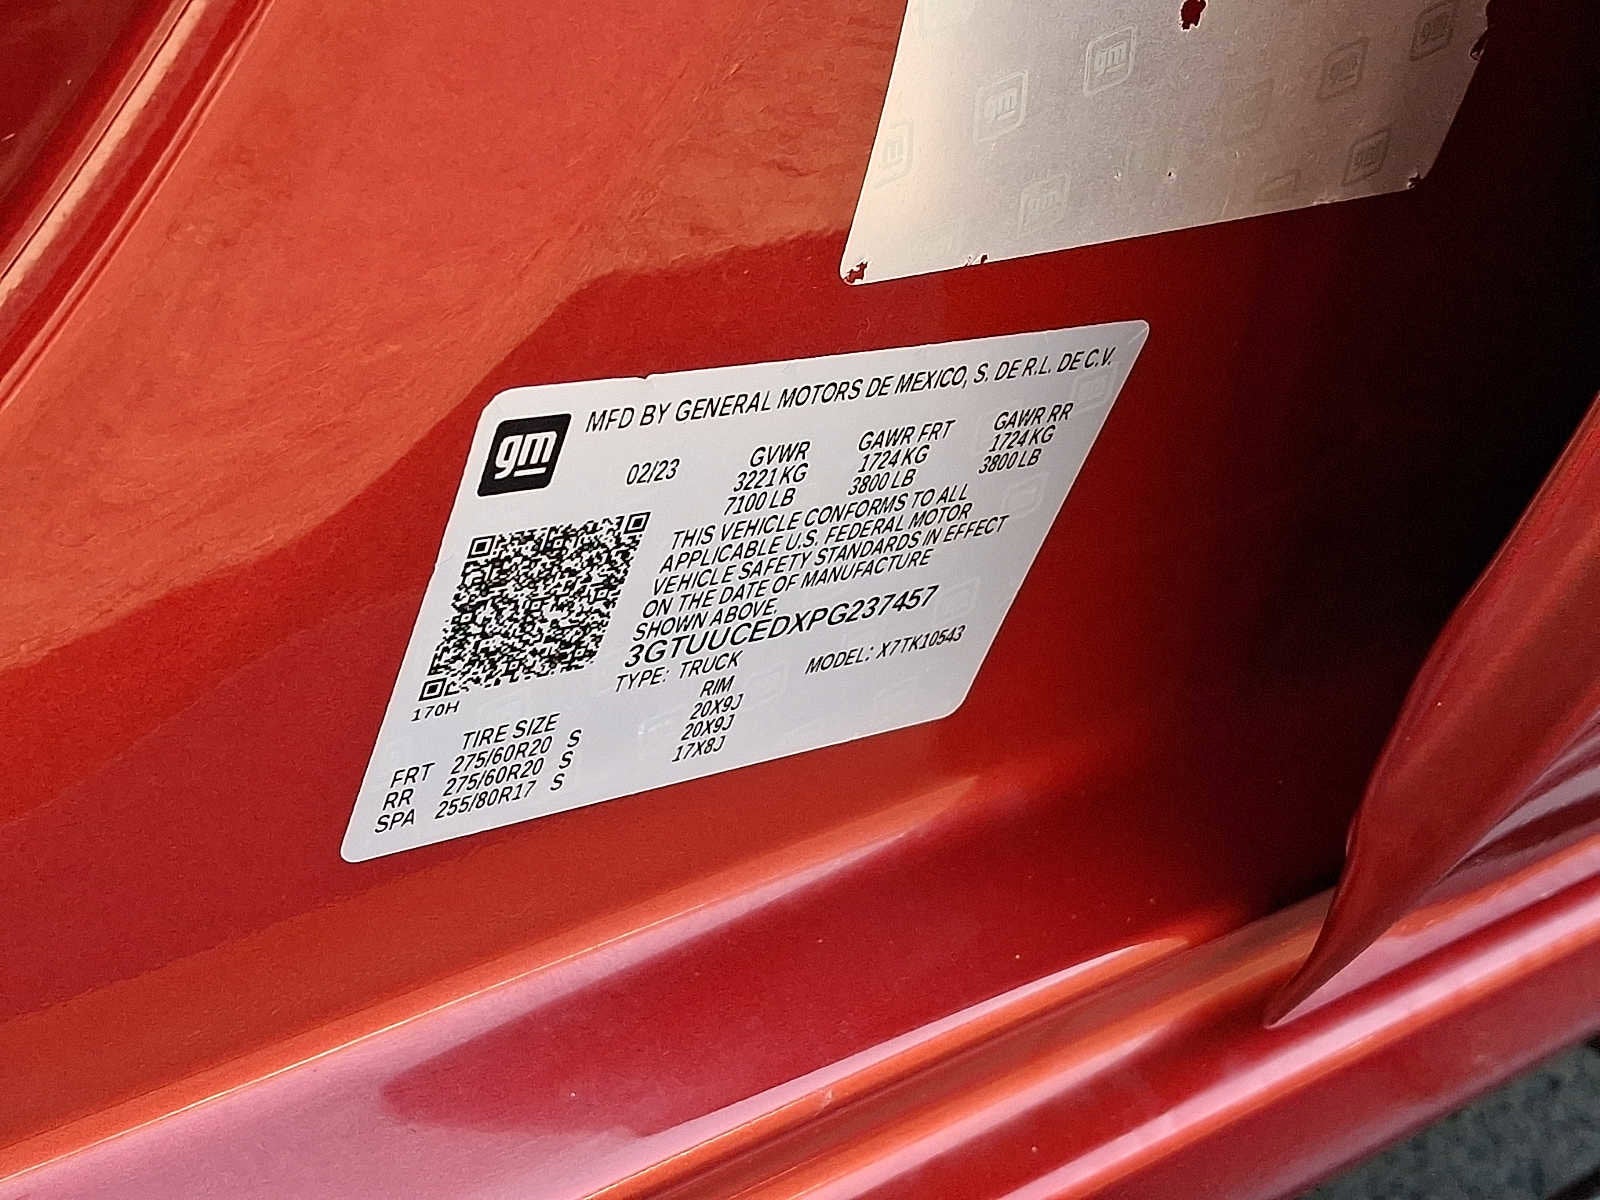 gm
MFD BY GENERAL MOTORS DE MEXICO, S. DE R.L. DE C.V.
02/23 GVWR GAWR FRT GAWR RR
3221 KG 1724 KG 1724 KG
7100 LB 3800 LB 3800 LB
THIS VEHICLE CONFORMS TO ALL
APPLICABLE U.S. FEDERAL MOTOR
VEHICLE SAFETY STANDARDS IN EFFECT
ON THE DATE OF MANUFACTURE
SHOWN ABOVE.
3GTUUCEDXPG237457
TYPE: TRUCK MODEL: X7TK10543
170H
TIRE SIZE RIM
FRT 275/60R20 S 20X9J
RR 275/60R20 S 20X9J
SPA 255/80R17 S 17X8J